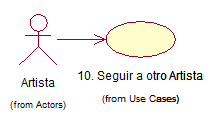 Artista
(from Actors)
10. Seguir a otro Artista
(from Use Cases)